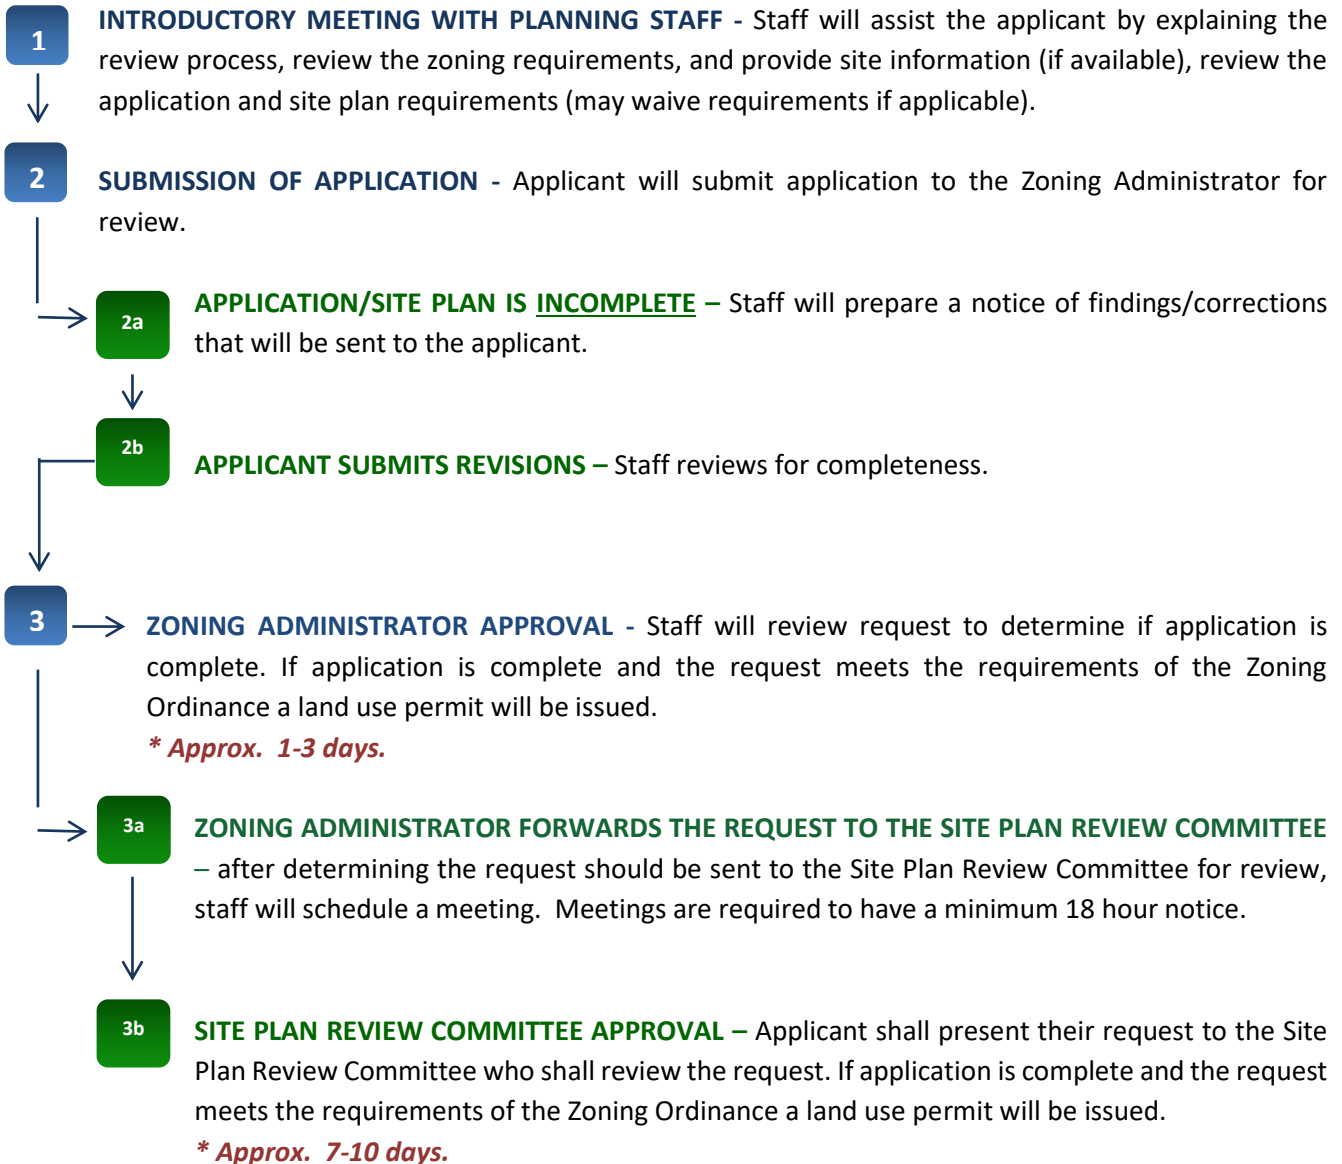 1
INTRODUCTORY MEETING WITH PLANNING STAFF - Staff will assist the applicant by explaining the
review process, review the zoning requirements, and provide site information (if available), review the
application and site plan requirements (may waive requirements if applicable).
2
SUBMISSION OF APPLICATION - Applicant will submit application to the Zoning Administrator for
review.
2a
APPLICATION/SITE PLAN IS INCOMPLETE – Staff will prepare a notice of findings/corrections
that will be sent to the applicant.
2b
APPLICANT SUBMITS REVISIONS – Staff reviews for completeness.
3
ZONING ADMINISTRATOR APPROVAL - Staff will review request to determine if application is
complete. If application is complete and the request meets the requirements of the Zoning
Ordinance a land use permit will be issued.
* Approx. 1-3 days.
3a
ZONING ADMINISTRATOR FORWARDS THE REQUEST TO THE SITE PLAN REVIEW COMMITTEE
– after determining the request should be sent to the Site Plan Review Committee for review,
staff will schedule a meeting. Meetings are required to have a minimum 18 hour notice.
3b
SITE PLAN REVIEW COMMITTEE APPROVAL – Applicant shall present their request to the Site
Plan Review Committee who shall review the request. If application is complete and the request
meets the requirements of the Zoning Ordinance a land use permit will be issued.
* Approx. 7-10 days.